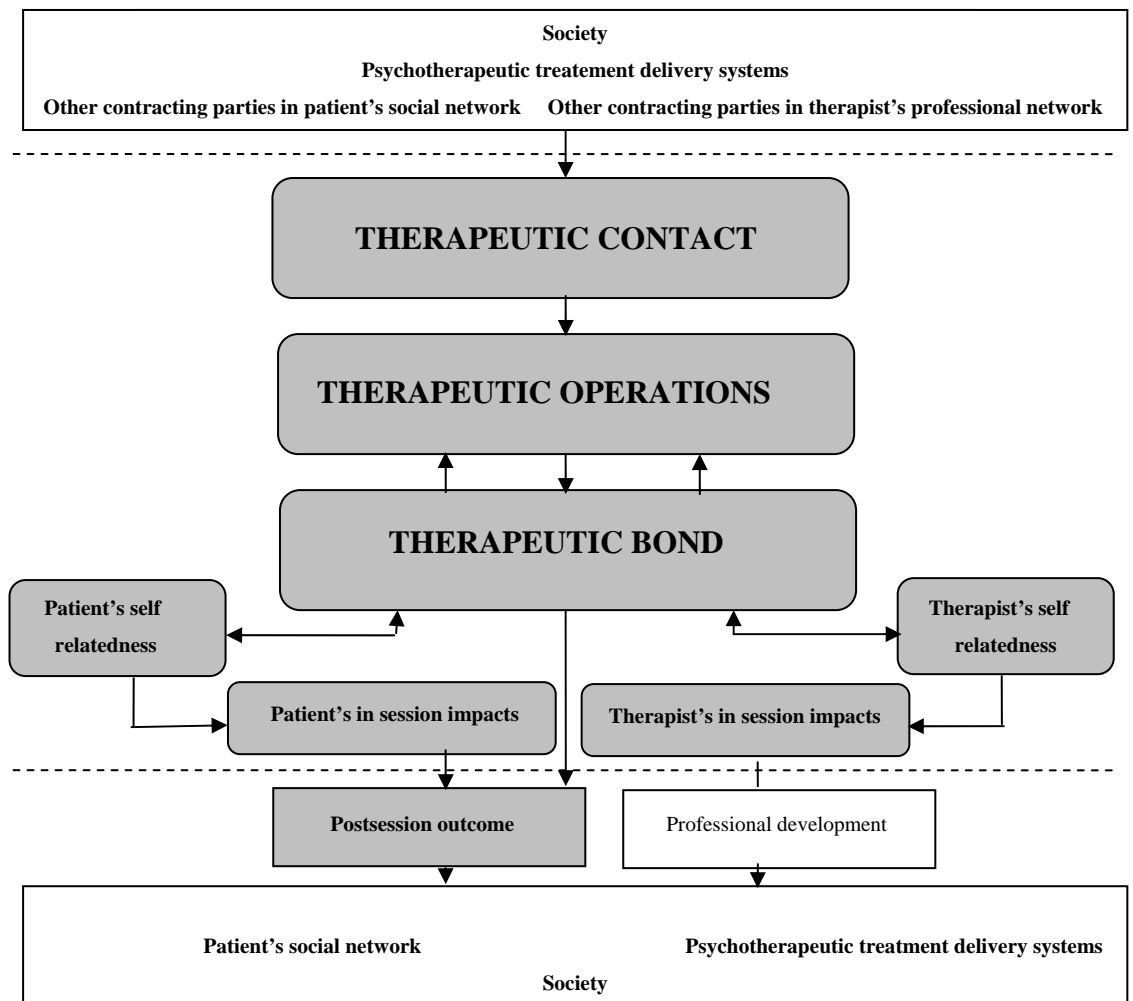 Society
Psychotherapeutic treatement delivery systems
Other contracting parties in patient’s social network Other contracting parties in therapist’s professional network
THERAPEUTIC CONTACT
THERAPEUTIC OPERATIONS
THERAPEUTIC BOND
Patient’s self
relatedness
Therapist’s self
relatedness
Patient’s in session impacts
Therapist’s in session impacts
Postsession outcome
Professional development
Patient’s social network Psychotherapeutic treatment delivery systems
Society